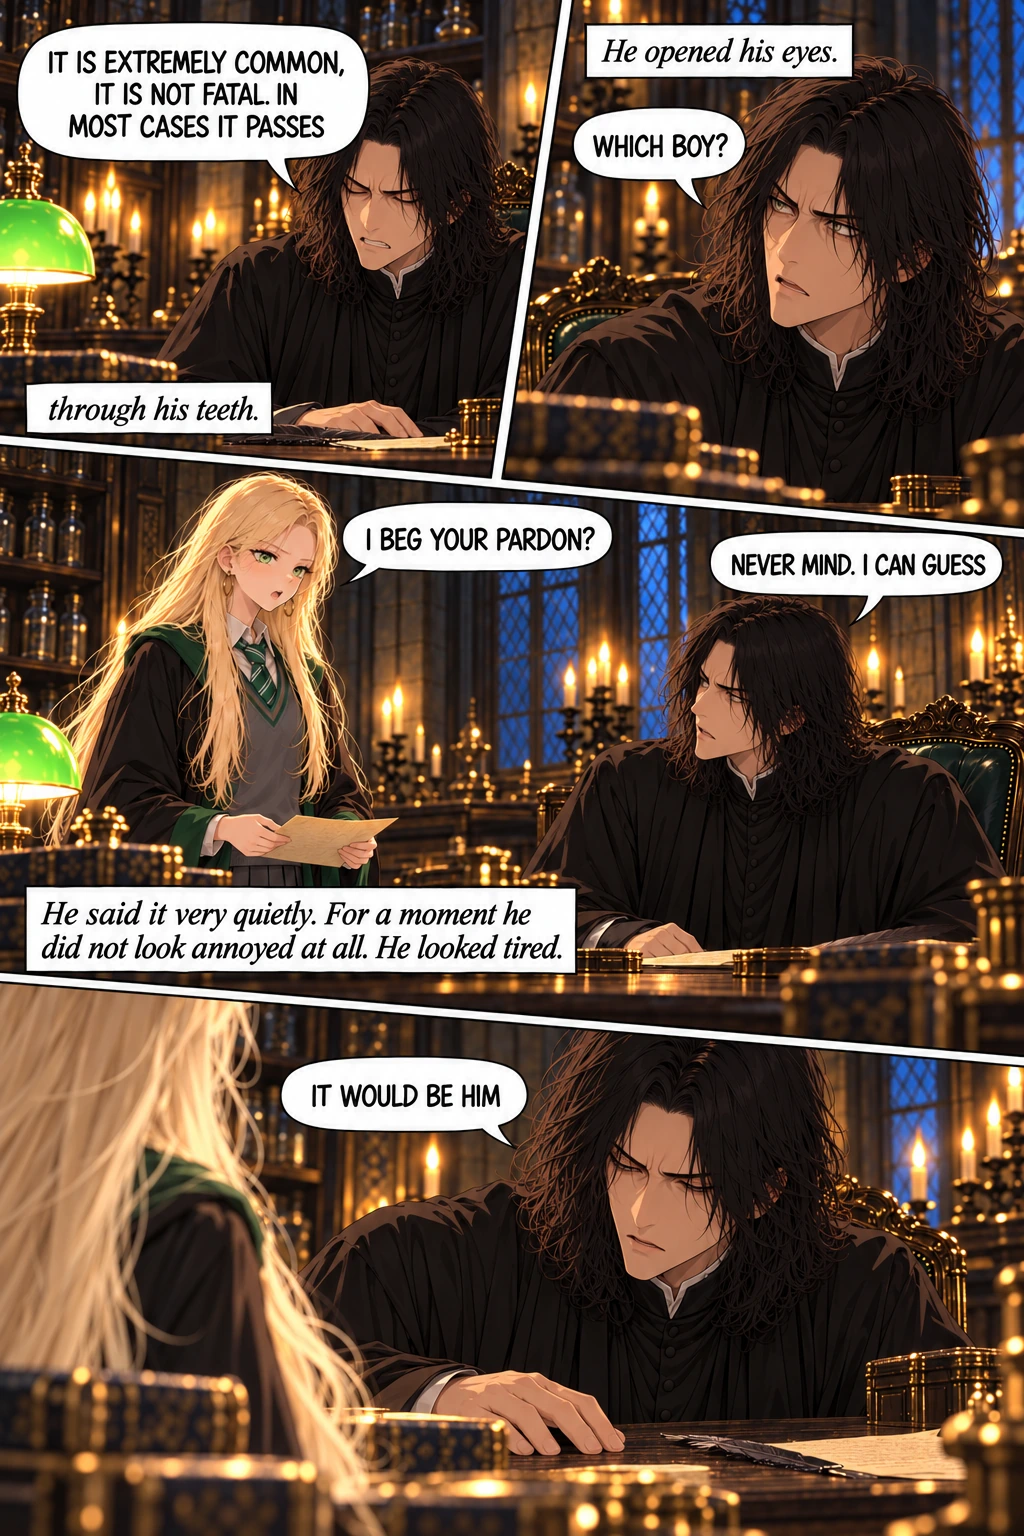 IT IS EXTREMELY COMMON,
IT IS NOT FATAL. IN
MOST CASES IT PASSES
through his teeth.
He opened his eyes.
WHICH BOY?
I BEG YOUR PARDON?
NEVER MIND. I CAN GUESS
He said it very quietly. For a moment he
did not look annoyed at all. He looked tired.
IT WOULD BE HIM